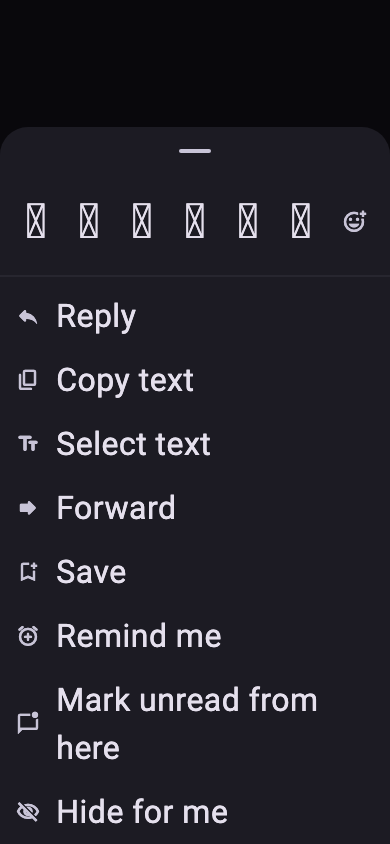 Reply
Copy text
Select text
Forward
Save
Remind me
Mark unread from
here
Hide for me